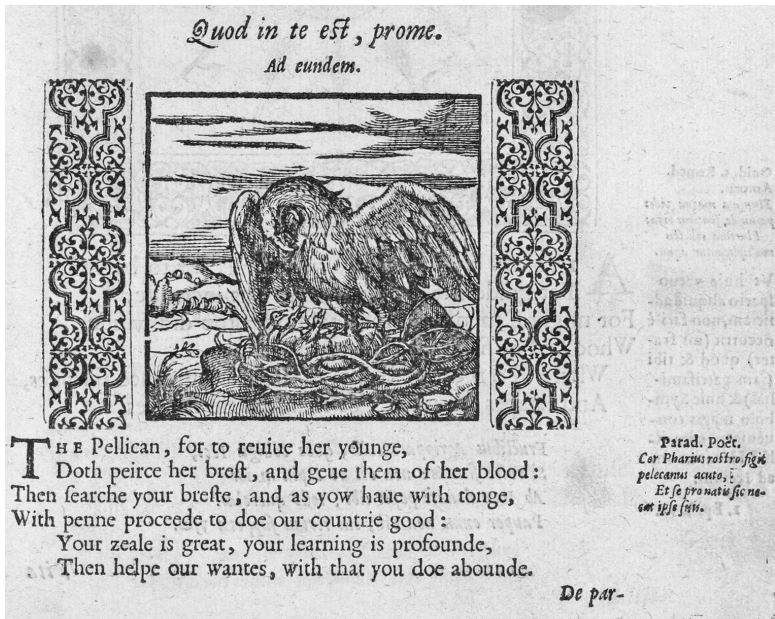 Quod in te est, prome.
Ad eundem.
THE Pellican, for to reuiue her younge,
Doth peirce her brest, and geue them of her blood:
Then searche your breste, and as yow haue with tonge,
With penne proceede to doe our countrie good:
Your zeale is great, your learning is profounde,
Then helpe our wantes, with that you doe abounde.
Parad. Poët.
Cor Pharius rostro figit
pelecanus acuto,
Et se pro natis sic ne-
cat ipse suis.
De par-